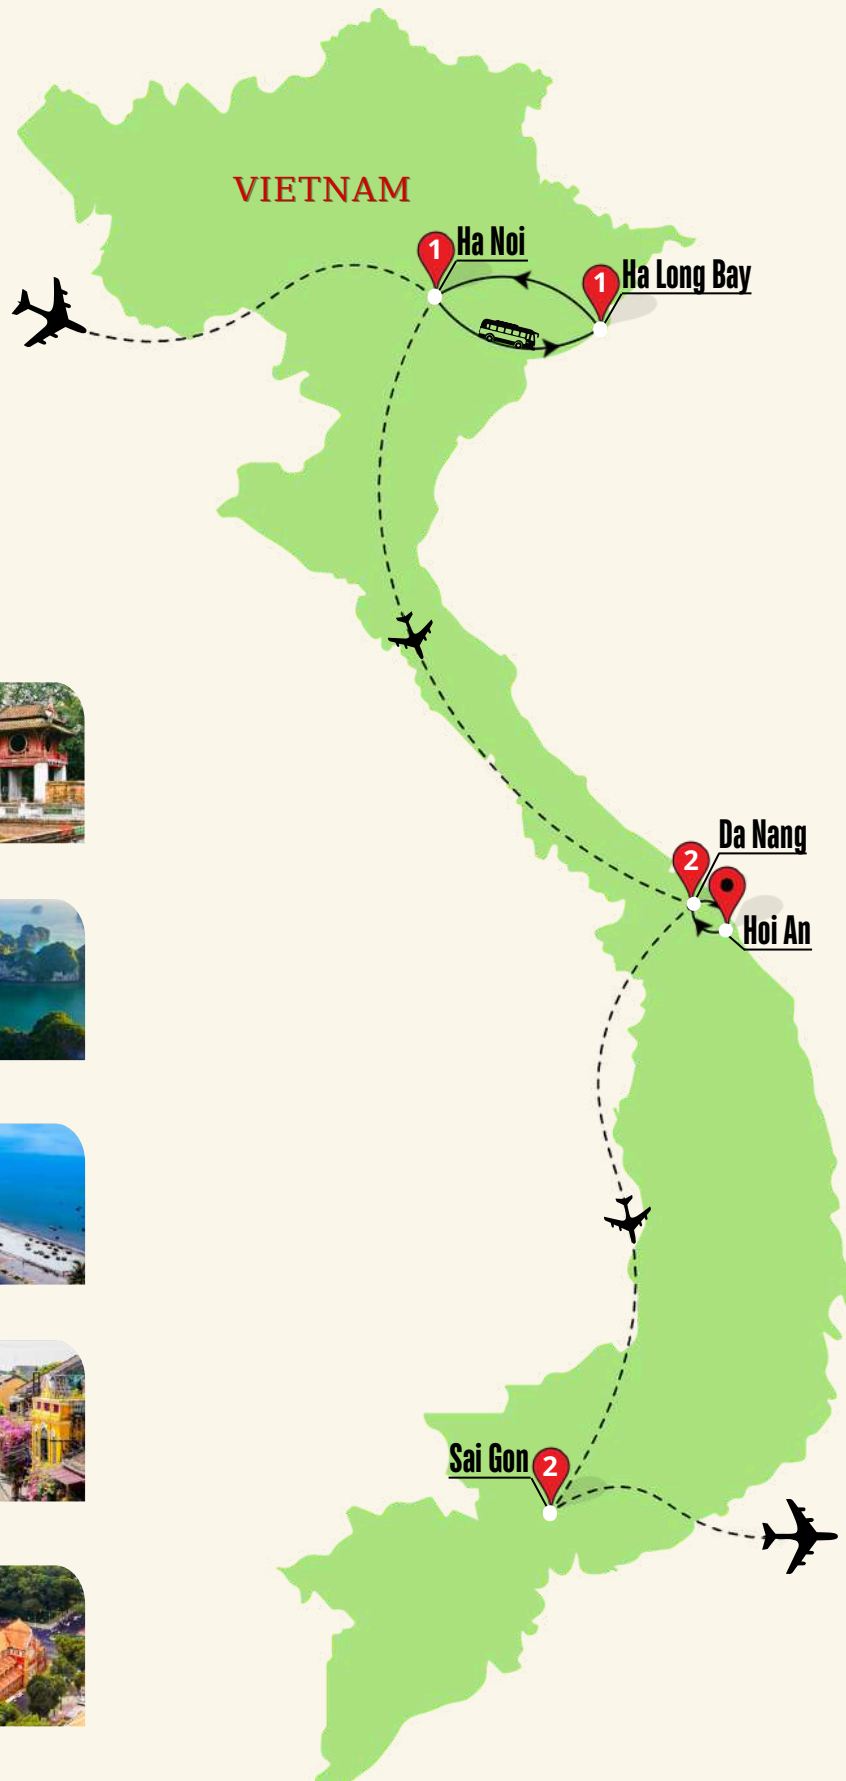 VIETNAM
1
Ha Noi
1
Ha Long Bay
Da Nang
2
Hoi An
Sai Gon
2